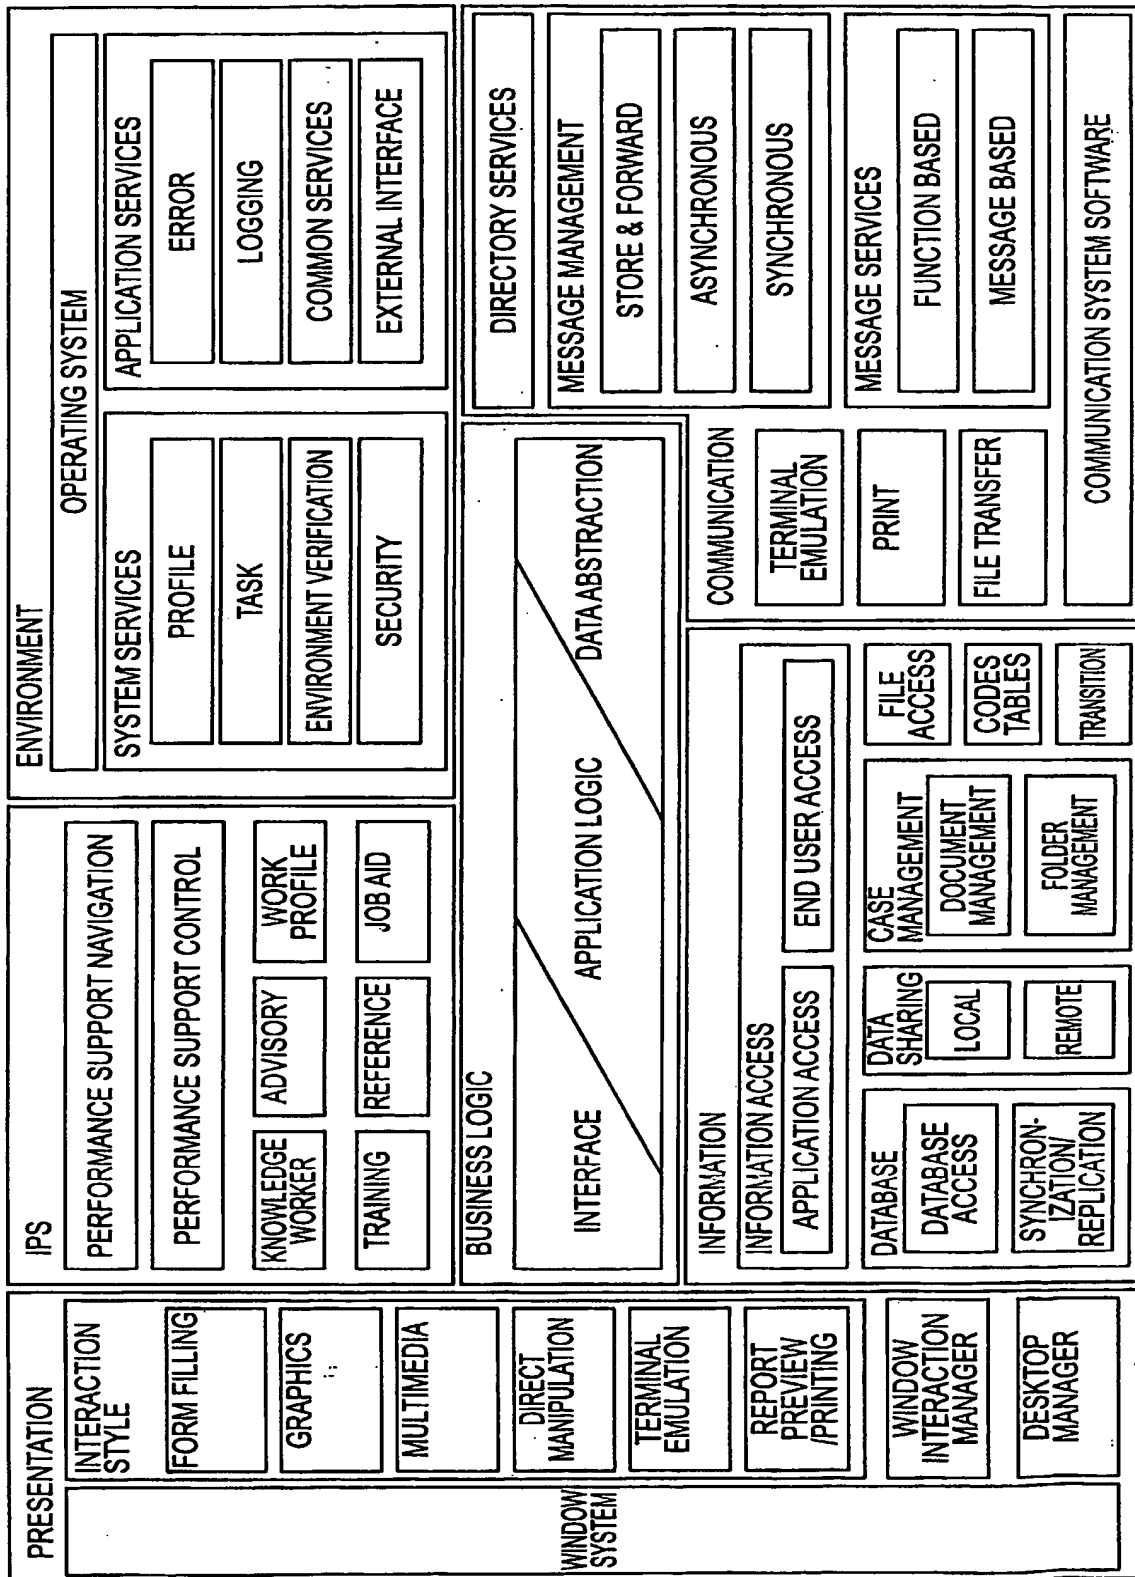 PRESENTATION
WINDOW
SYSTEM
INTERACTION
STYLE
FORM FILLING
GRAPHICS
MULTIMEDIA
DIRECT
MANIPULATION
TERMINAL
EMULATION
REPORT
PREVIEW
/PRINTING
WINDOW
INTERACTION
MANAGER
DESKTOP
MANAGER
IPS
PERFORMANCE SUPPORT NAVIGATION
PERFORMANCE SUPPORT CONTROL
KNOWLEDGE
WORKER
ADVISORY
WORK
PROFILE
TRAINING
REFERENCE
JOB AID
ENVIRONMENT
OPERATING SYSTEM
SYSTEM SERVICES
PROFILE
TASK
ENVIRONMENT VERIFICATION
SECURITY
APPLICATION SERVICES
ERROR
LOGGING
COMMON SERVICES
EXTERNAL INTERFACE
BUSINESS LOGIC
INTERFACE
APPLICATION LOGIC
DATA ABSTRACTION
INFORMATION
INFORMATION ACCESS
APPLICATION ACCESS
END USER ACCESS
DATABASE
DATABASE
ACCESS
SYNCHRON-
IZATION/
REPLICATION
DATA
SHARING
LOCAL
REMOTE
CASE
MANAGEMENT
DOCUMENT
MANAGEMENT
FOLDER
MANAGEMENT
FILE
ACCESS
CODES
TABLES
TRANSITION
COMMUNICATION
TERMINAL
EMULATION
PRINT
FILE TRANSFER
DIRECTORY SERVICES
MESSAGE MANAGEMENT
STORE & FORWARD
ASYNCHRONOUS
SYNCHRONOUS
MESSAGE SERVICES
FUNCTION BASED
MESSAGE BASED
COMMUNICATION SYSTEM SOFTWARE